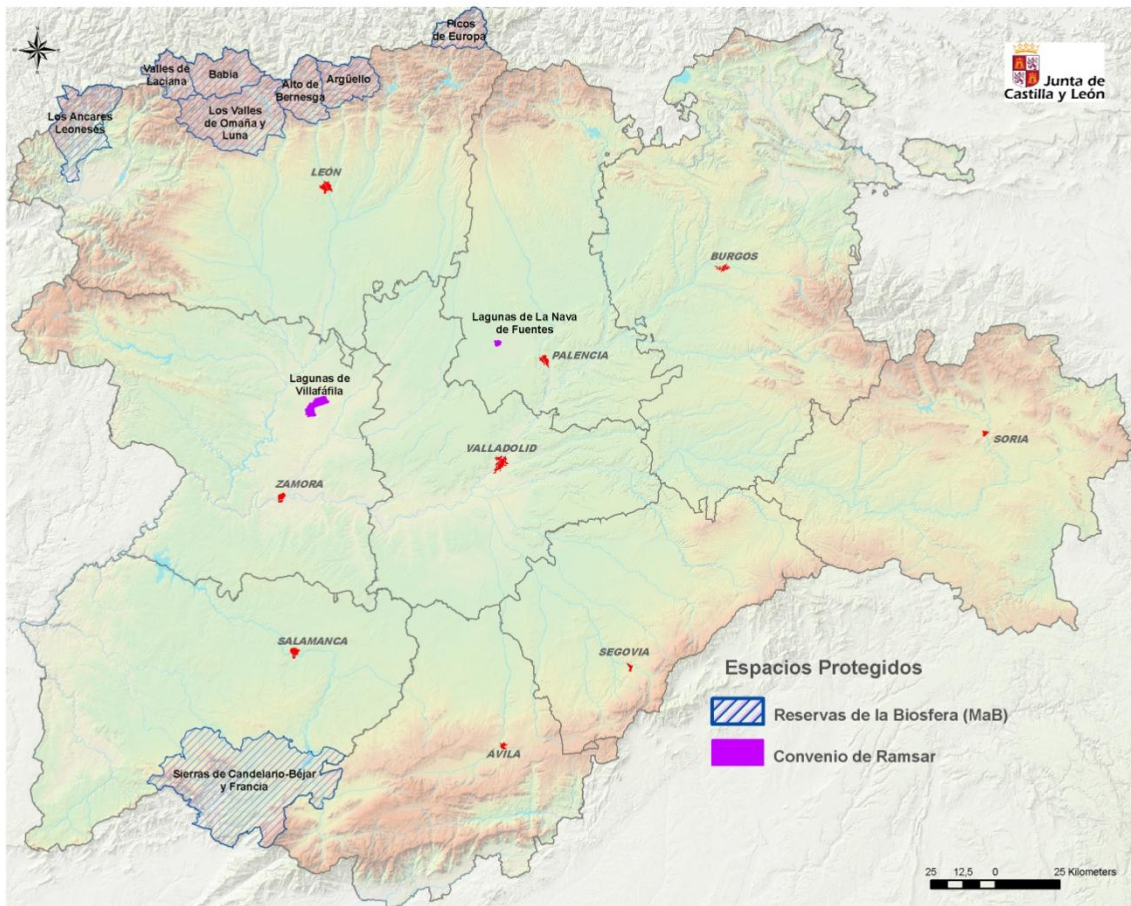 Picos
de Europa
Junta de
Castilla y León
Valles de
Laciana
Babia
Alto de
Bernesga
Argüello
Los Ancares
Leoneses
Los Valles
de Omaña y
Luna
LEÓN
BURGOS
Lagunas de La Nava
de Fuentes
PALENCIA
Lagunas de
Villafáfila
SORIA
VALLADOLID
ZAMORA
SALAMANCA
SEGOVIA
ÁVILA
Sierras de Candelario-Béjar
y Francia
Espacios Protegidos
Reservas de la Biosfera (MaB)
Convenio de Ramsar
25 12,5 0 25 Kilometers